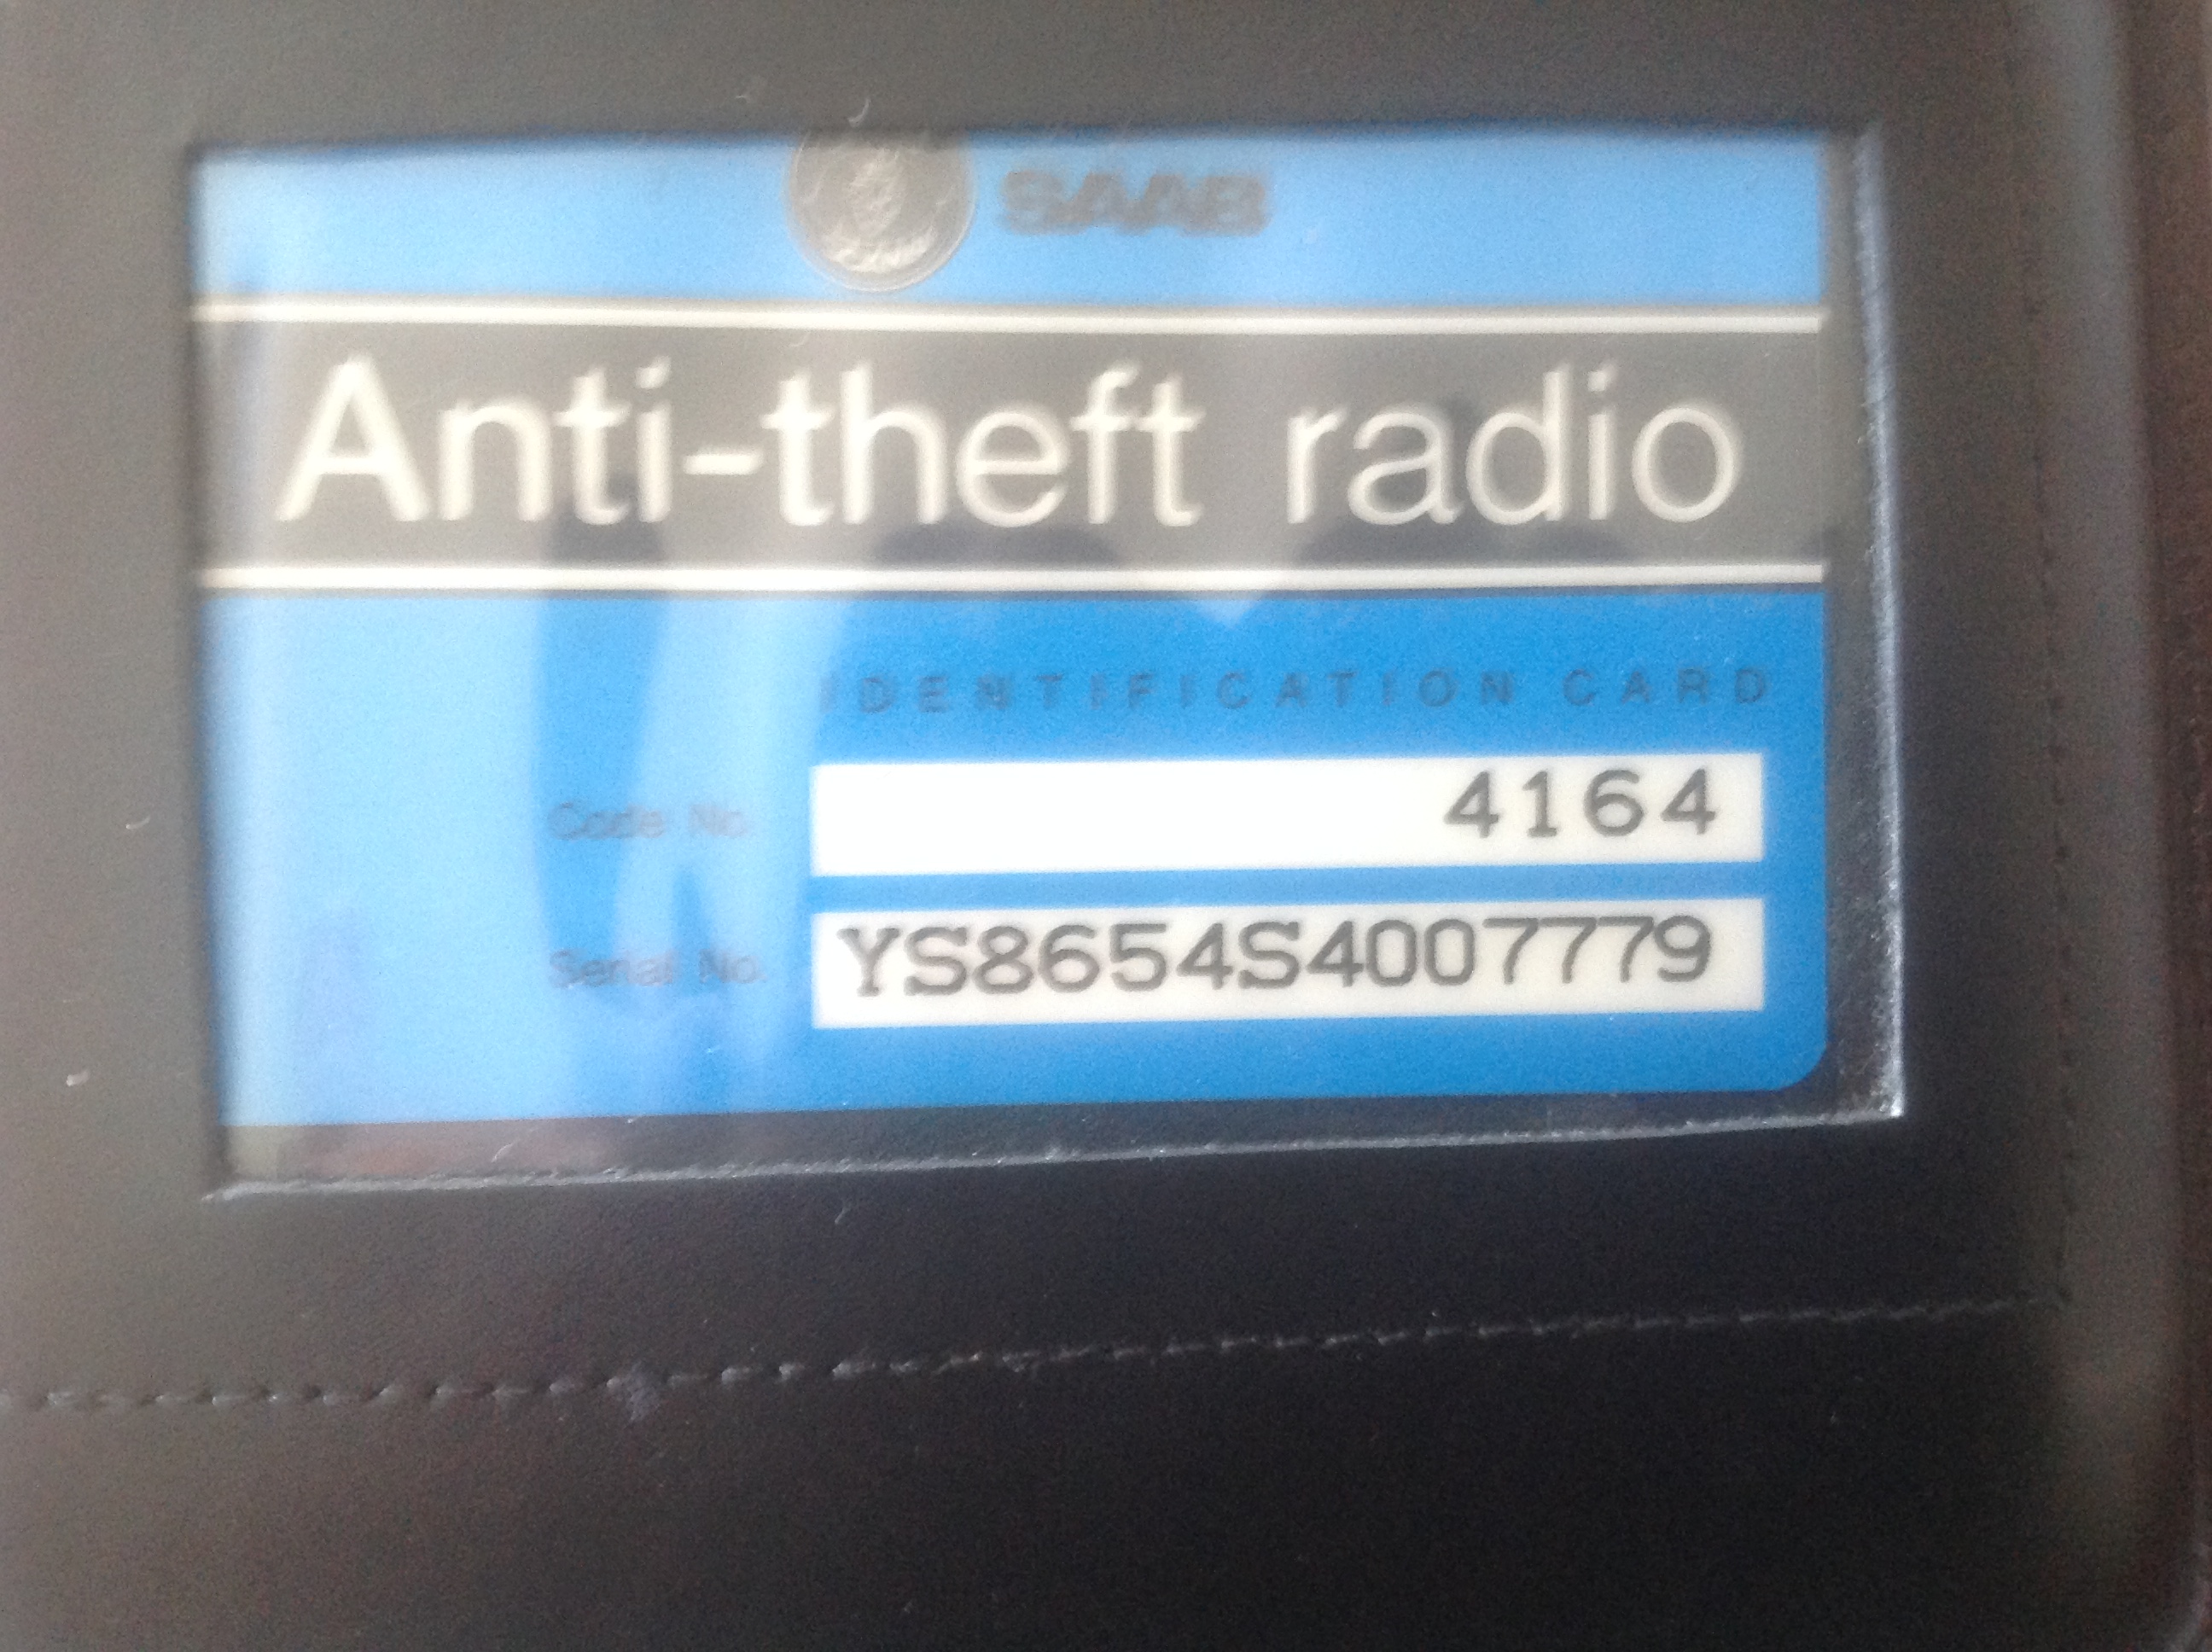 SAAB
Anti-theft radio
IDENTIFICATION CARD
Code No. 4164
Serial No. YS8654S4007779